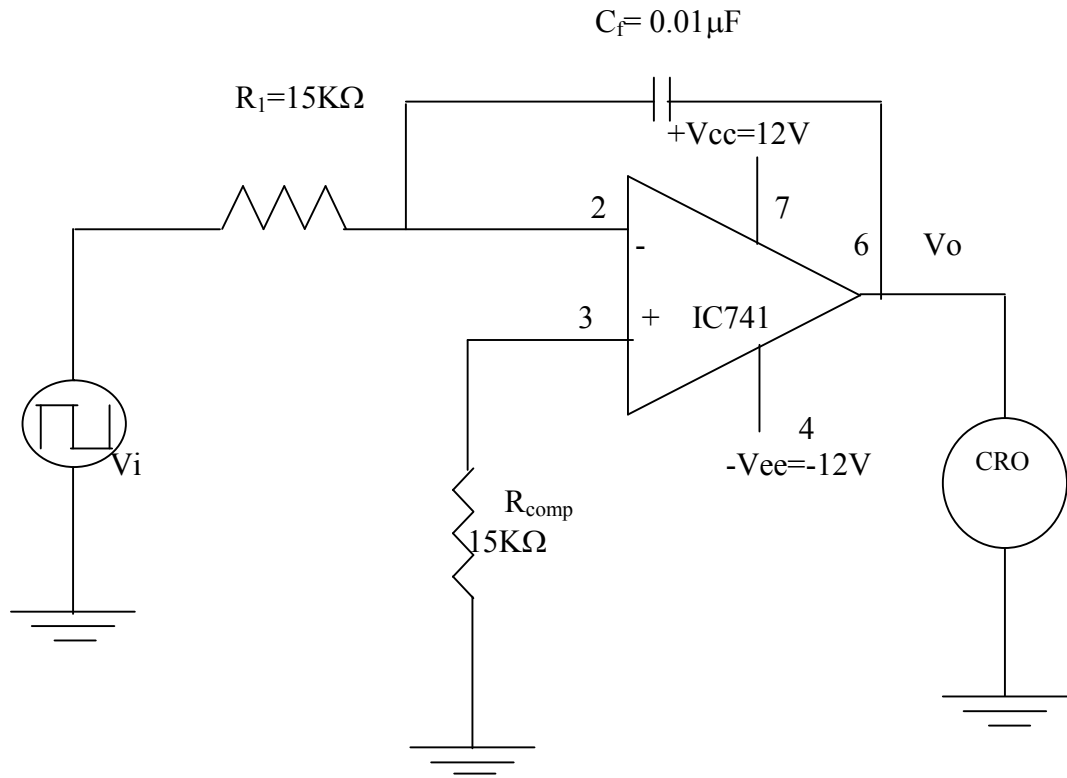 Cf= 0.01μF
R1=15KΩ
+Vcc=12V
2
7
6
Vo
-
3
+
IC741
4
-Vee=-12V
Vi
CRO
Rcomp
15KΩ